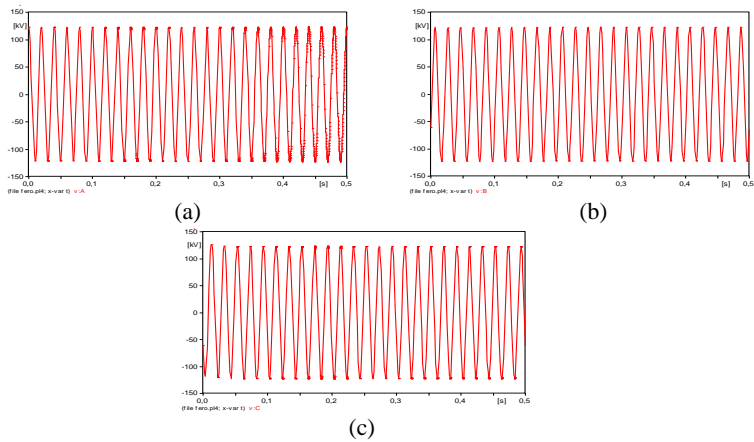 150
[kV]
100
50
0
-50
-100
-150
0,0 0,1 0,2 0,3 0,4 [s] 0,5
(file fero.pl4; x-var t) v:A
(a)
150
[kV]
100
50
0
-50
-100
-150
0,0 0,1 0,2 0,3 0,4 [s] 0,5
(file fero.pl4; x-var t) v:B
(b)
150
[kV]
100
50
0
-50
-100
-150
0,0 0,1 0,2 0,3 0,4 [s] 0,5
(file fero.pl4; x-var t) v:C
(c)